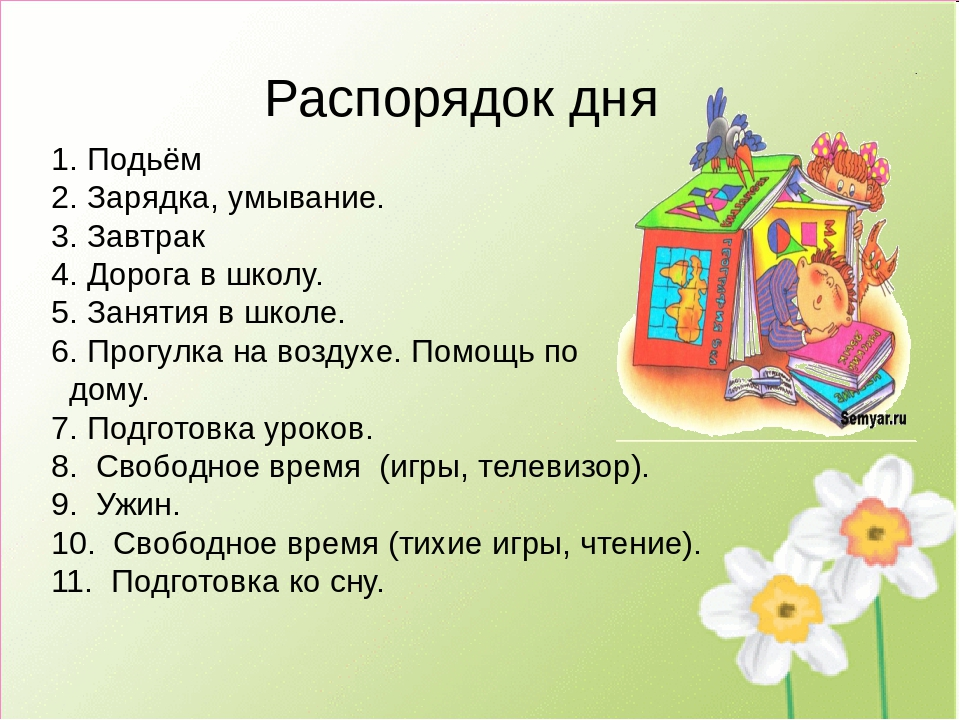 Распорядок дня
1. Подьём
2. Зарядка, умывание.
3. Завтрак
4. Дорога в школу.
5. Занятия в школе.
6. Прогулка на воздухе. Помощь по
дому.
7. Подготовка уроков.
8.  Свободное время  (игры, телевизор).
9.  Ужин.
10.  Свободное время (тихие игры, чтение).
11.  Подготовка ко сну.
МА
Semyar.ru